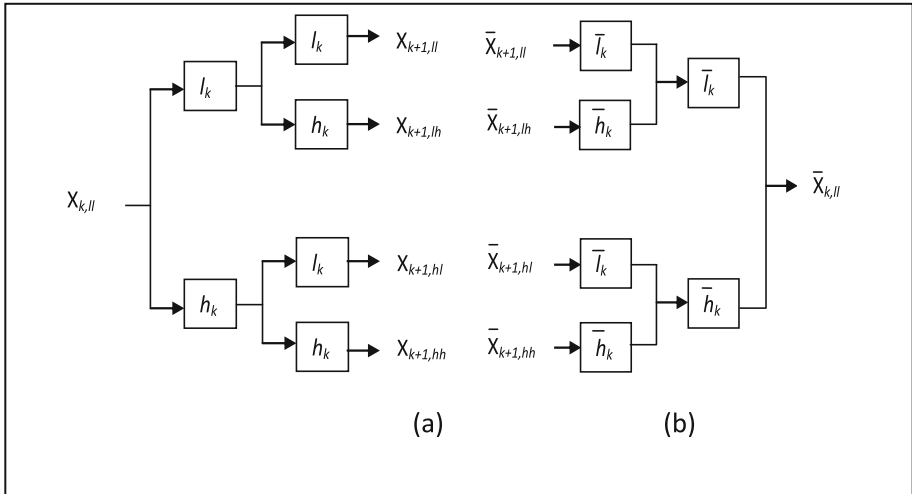 l_k
X_{k+1,ll}
l_k
h_k
X_{k+1,lh}
X_{k,ll}
l_k
X_{k+1,hl}
h_k
h_k
X_{k+1,hh}
(a)
X̄_{k+1,ll}
l̄_k
l̄_k
X̄_{k+1,lh}
h̄_k
X̄_{k,ll}
X̄_{k+1,hl}
l̄_k
h̄_k
X̄_{k+1,hh}
h̄_k
(b)